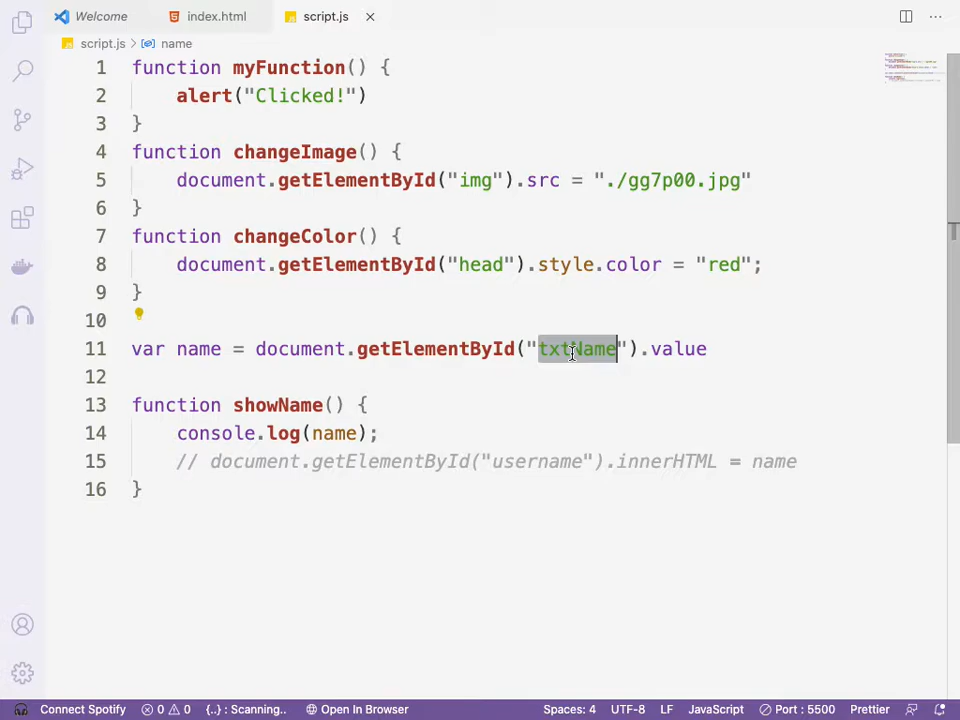 Welcome
index.html
script.js
script.js > name
1 function myFunction() {
2 alert("Clicked!")
3 }
4 function changeImage() {
5 document.getElementById("img").src = "./gg7p00.jpg"
6 }
7 function changeColor() {
8 document.getElementById("head").style.color = "red";
9 }
10
11 var name = document.getElementById("txtName").value
12
13 function showName() {
14 console.log(name);
15 // document.getElementById("username").innerHTML = name
16 }
Connect Spotify 0 0 {..} : Scanning.. Open In Browser Spaces: 4 UTF-8 LF JavaScript Port : 5500 Prettier